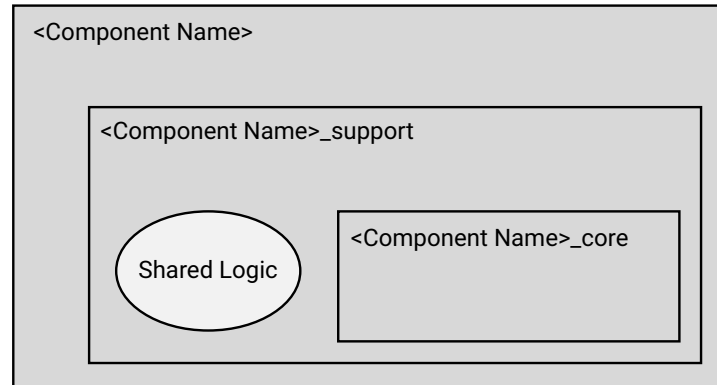 <Component Name>
<Component Name>_support
Shared Logic
<Component Name>_core